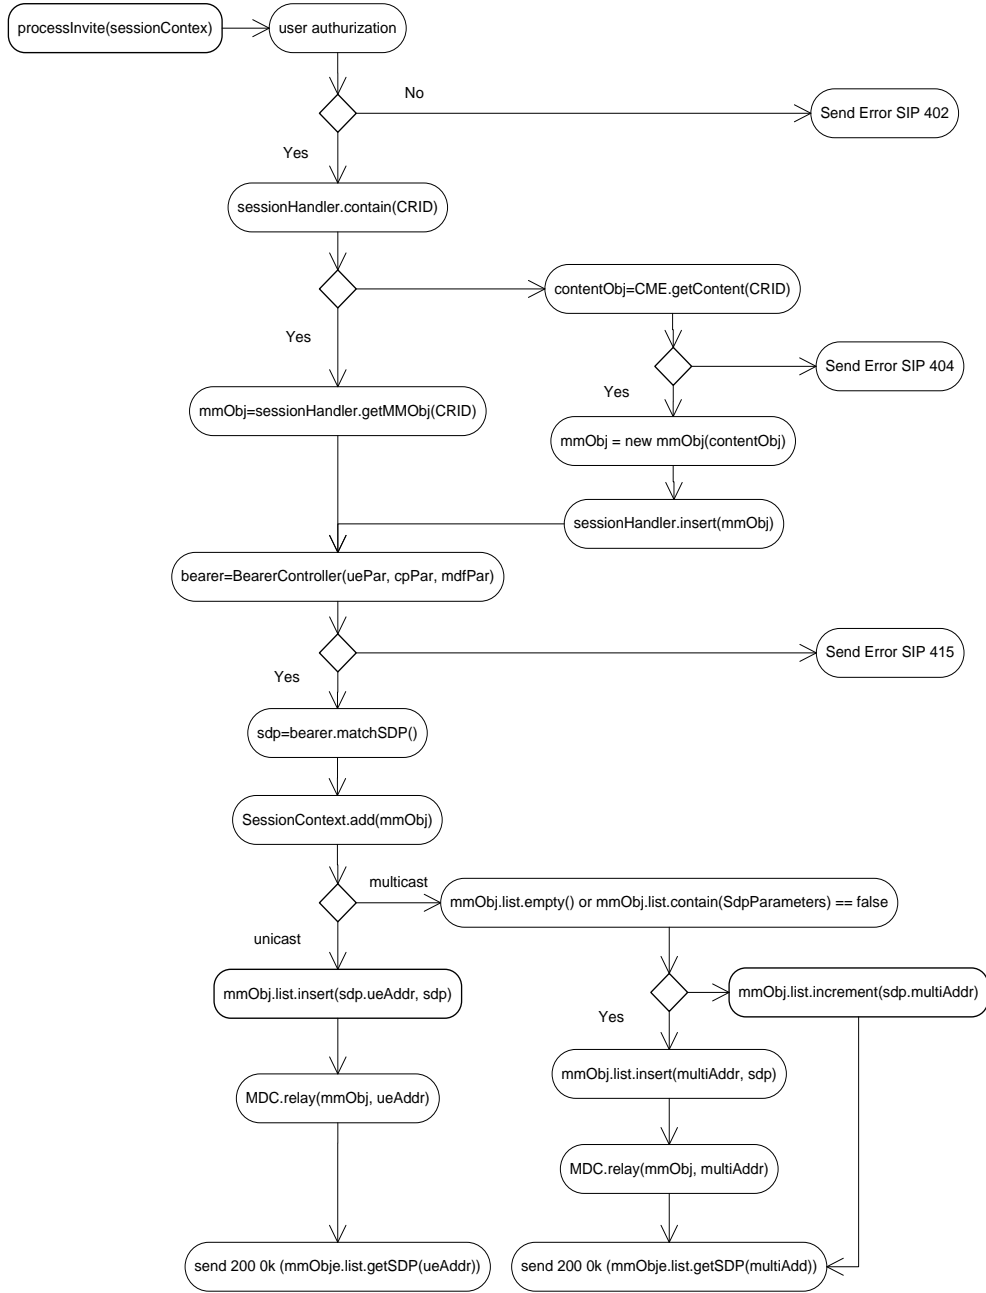 processInvite(sessionContex)
user authurization
No
Send Error SIP 402
Yes
sessionHandler.contain(CRID)
contentObj=CME.getContent(CRID)
Yes
Send Error SIP 404
Yes
mmObj=sessionHandler.getMMObj(CRID)
mmObj = new mmObj(contentObj)
sessionHandler.insert(mmObj)
bearer=BearerController(uePar, cpPar, mdfPar)
Send Error SIP 415
Yes
sdp=bearer.matchSDP()
SessionContext.add(mmObj)
multicast
mmObj.list.empty() or mmObj.list.contain(SdpParameters) == false
unicast
mmObj.list.insert(sdp.ueAddr, sdp)
mmObj.list.increment(sdp.multiAddr)
Yes
mmObj.list.insert(multiAddr, sdp)
MDC.relay(mmObj, ueAddr)
MDC.relay(mmObj, multiAddr)
send 200 0k (mmObje.list.getSDP(ueAddr))
send 200 0k (mmObje.list.getSDP(multiAdd))